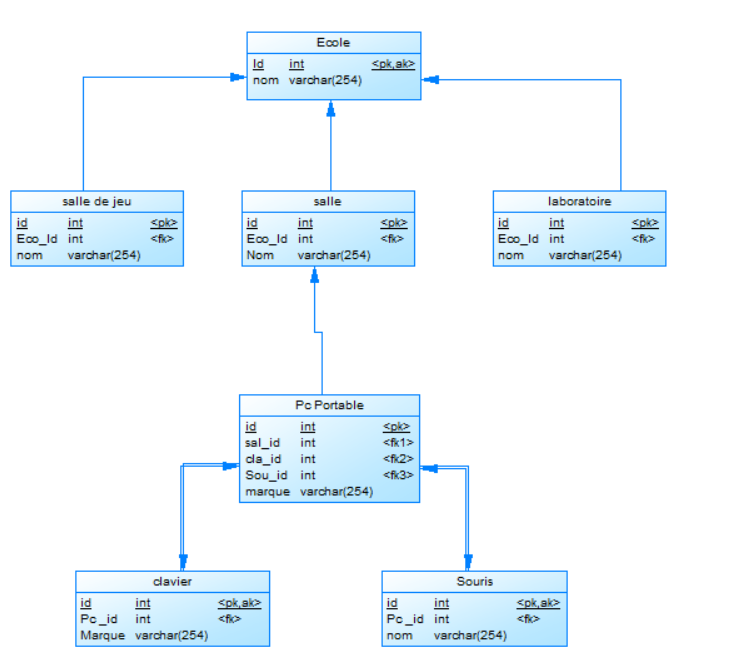 Ecole
Id int <pk,ak>
nom varchar(254)
salle de jeu
id int <pk>
Eco_Id int <fk>
nom varchar(254)
salle
id int <pk>
Eco_Id int <fk>
Nom varchar(254)
laboratoire
id int <pk>
Eco_Id int <fk>
nom varchar(254)
Pc Portable
id int <pk>
sal_id int <fk1>
cla_id int <fk2>
Sou_id int <fk3>
marque varchar(254)
clavier
id int <pk,ak>
Pc_id int <fk>
Marque varchar(254)
Souris
id int <pk,ak>
Pc_id int <fk>
nom varchar(254)